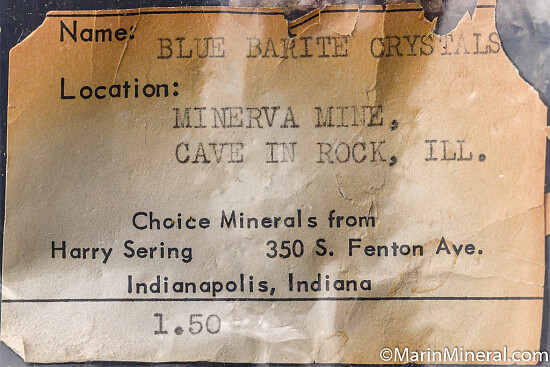 Name: BLUE BARITE CRYSTALS
Location:
MINERVA MINE,
CAVE IN ROCK, ILL.
Choice Minerals from
Harry Sering 350 S. Fenton Ave.
Indianapolis, Indiana
1.50
©MarinMineral.com